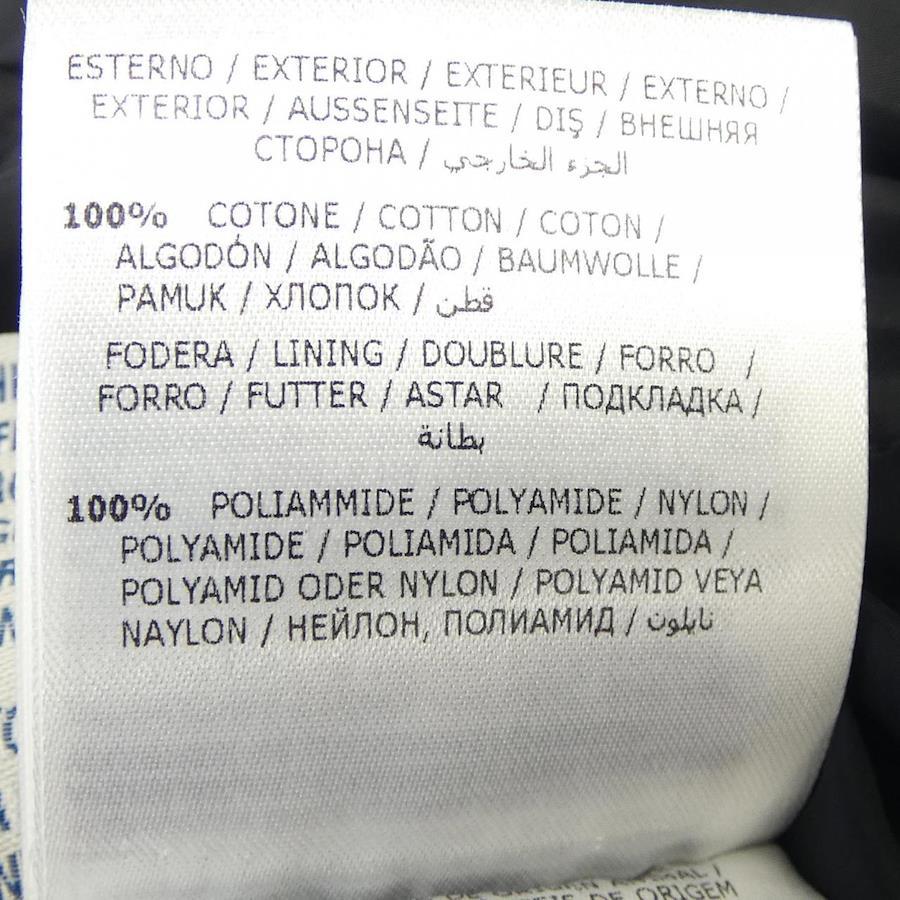 ESTERNO / EXTERIOR / EXTERIEUR / EXTERNO /
EXTERIOR / AUSSENSEITE / DIŞ / ВНЕШНЯЯ
СТОРОНА / الجزء الخارجي
100% COTONE / COTTON / COTON /
ALGODÓN / ALGODÃO / BAUMWOLLE /
PAMUK / ХЛОПОК / قطن
FODERA / LINING / DOUBLURE / FORRO /
FORRO / FUTTER / ASTAR / ПОДКЛАДКА /
بطانة
100% POLIAMMIDE / POLYAMIDE / NYLON /
POLYAMIDE / POLIAMIDA / POLIAMIDA /
POLYAMID ODER NYLON / POLYAMID VEYA
NAYLON / НЕЙЛОН, ПОЛИАМИД / نايلون
DE ORIGEM